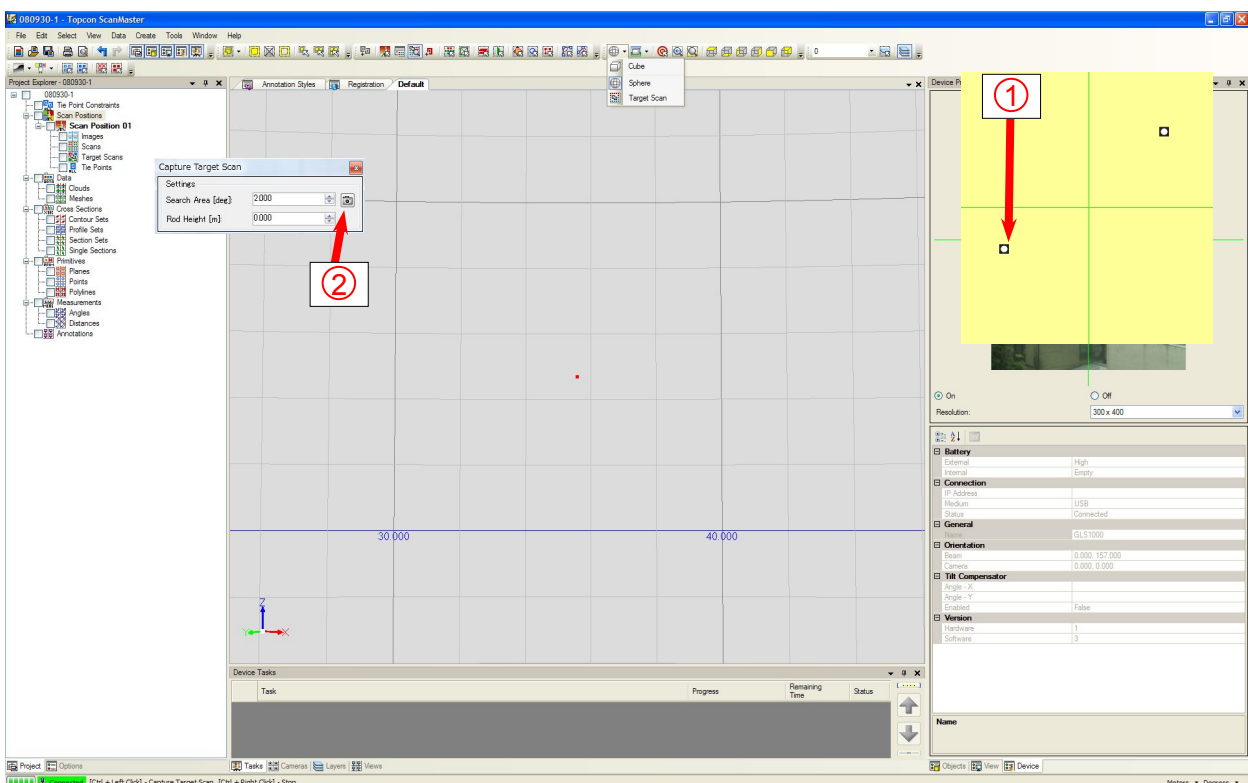 080930-1 - Topcon ScanMaster
File Edit Select View Data Create Tools Window Help
0
Project Explorer - 080930-1
080930-1
Tie Point Constraints
Scan Positions
Scan Position 01
Images
Scans
Target Scans
Tie Points
Data
Clouds
Meshes
Cross Sections
Contour Sets
Profile Sets
Section Sets
Single Sections
Primitives
Planes
Points
Polylines
Measurements
Angles
Distances
Annotations
Project Options
Annotation Styles Registration Default
Cube
Sphere
Target Scan
Capture Target Scan
Settings
Search Area [deg]: 2.000
Rod Height [m]: 0.000
②
30.000 40.000
Z
Y X
Device Tasks
Task Progress Remaining Time Status
Tasks Cameras Layers Views
①
On Off
Resolution: 300 x 400
Battery
External High
Internal Empty
Connection
IP Address
Medium USB
Status Connected
General
Name GLS1000
Orientation
Beam 0.000, 157.000
Camera 0.000, 0.000
Tilt Compensator
Angle - X
Angle - Y
Enabled False
Version
Hardware 1
Software 3
Name
Objects View Device
Connected [Ctrl + Left Click] - Capture Target Scan, [Ctrl + Right Click] - Stop
Meters Degrees